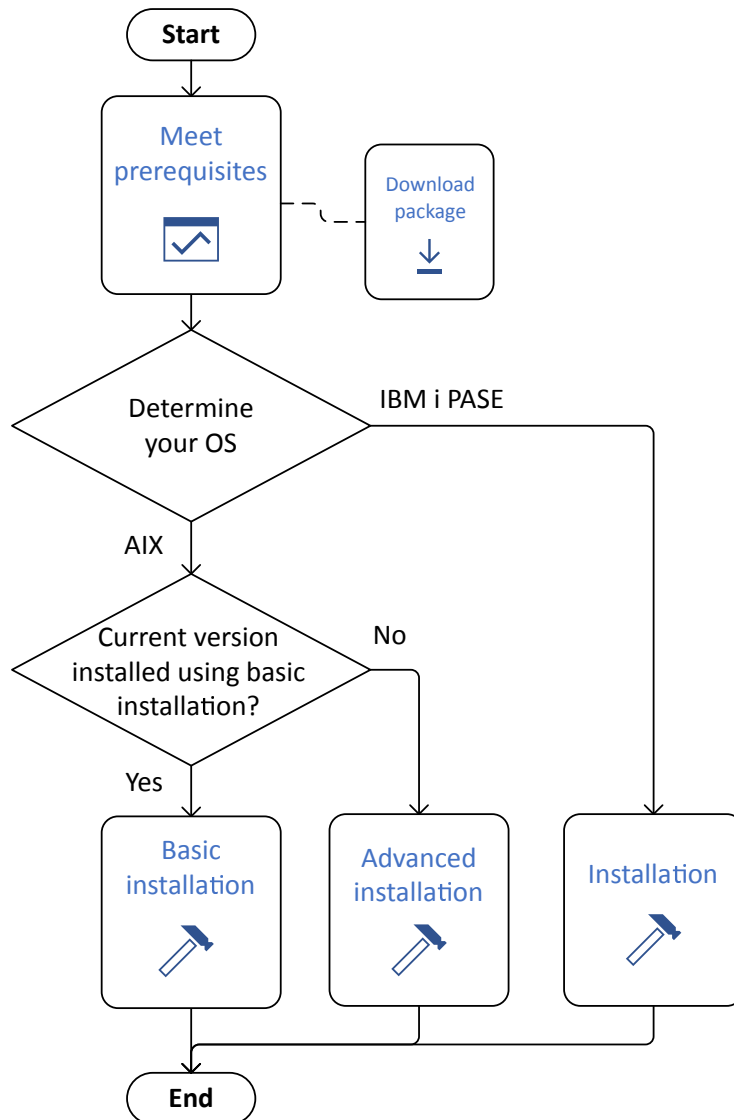 Start
Meet
prerequisites
Download
package
Determine
your OS
IBM i PASE
AIX
Current version
installed using basic
installation?
No
Yes
Basic
installation
Advanced
installation
Installation
End